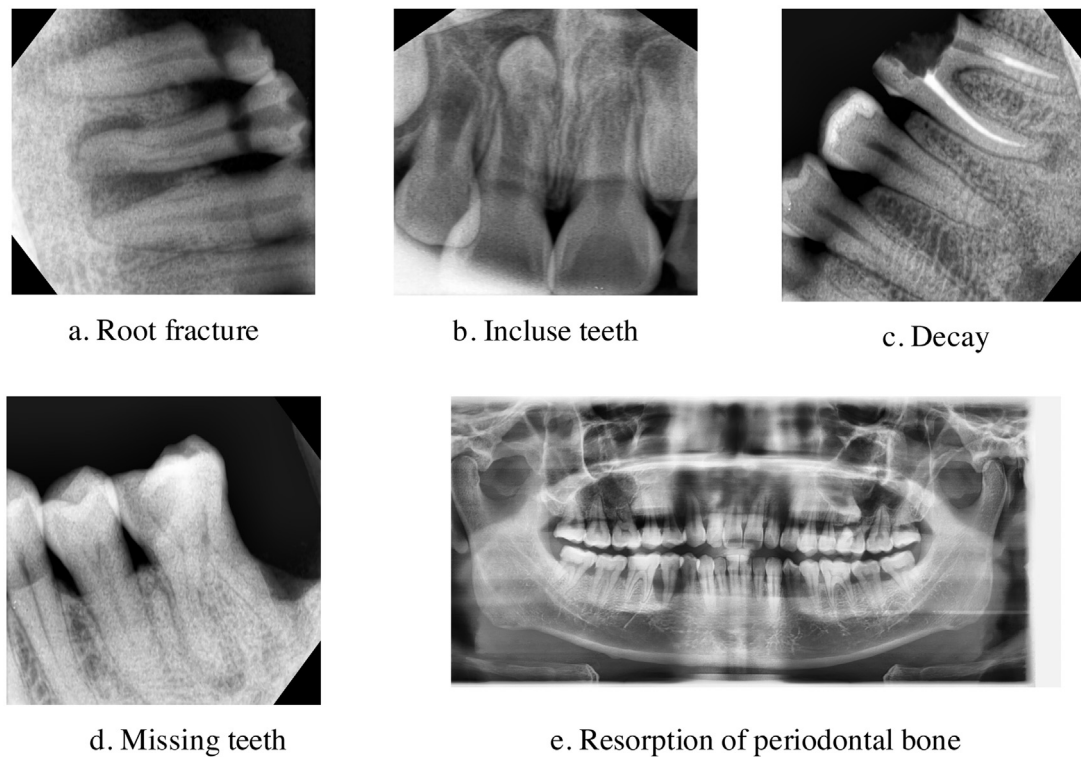 a. Root fracture
b. Incluse teeth
c. Decay
d. Missing teeth
e. Resorption of periodontal bone